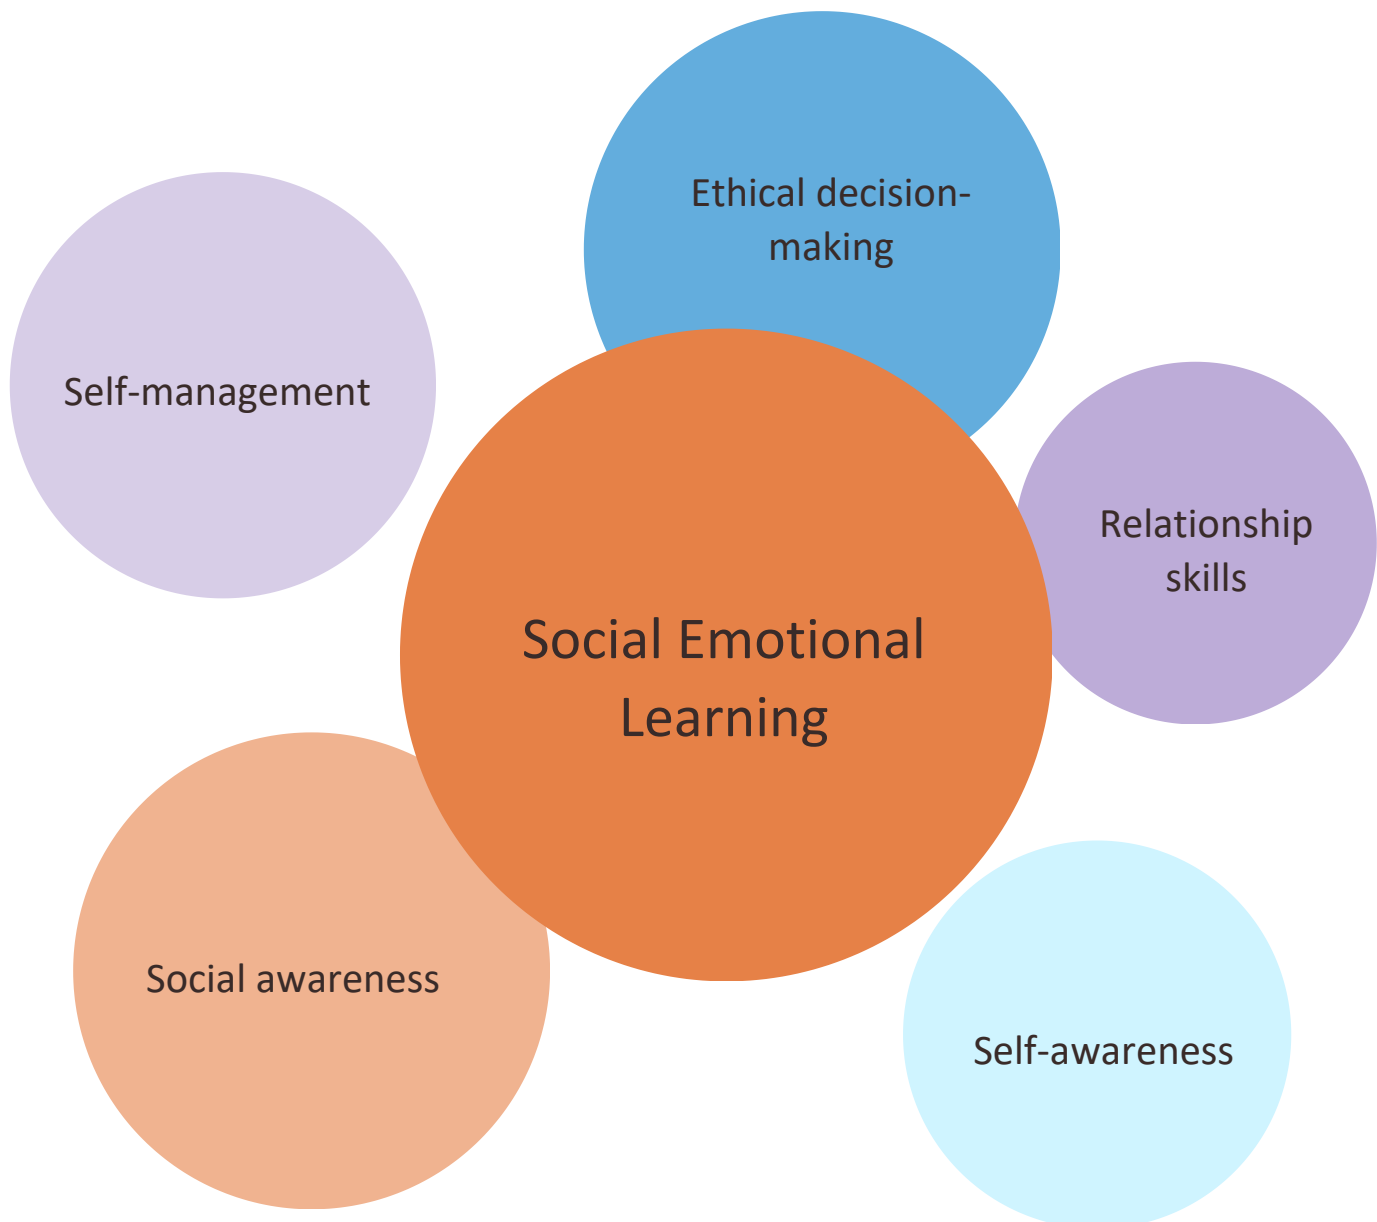 Ethical decision-
making
Self-management
Relationship
skills
Social Emotional
Learning
Social awareness
Self-awareness